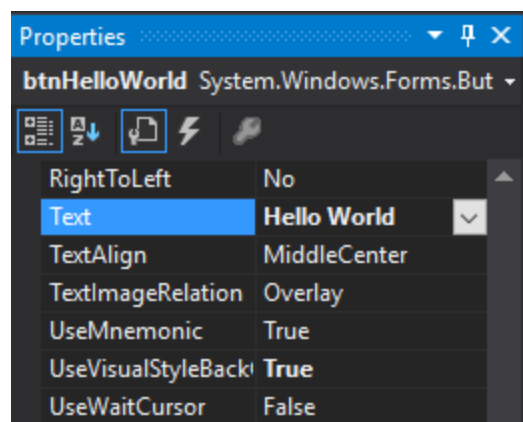 Properties
btnHelloWorld System.Windows.Forms.But
RightToLeft No
Text Hello World
TextAlign MiddleCenter
TextImageRelation Overlay
UseMnemonic True
UseVisualStyleBack True
UseWaitCursor False